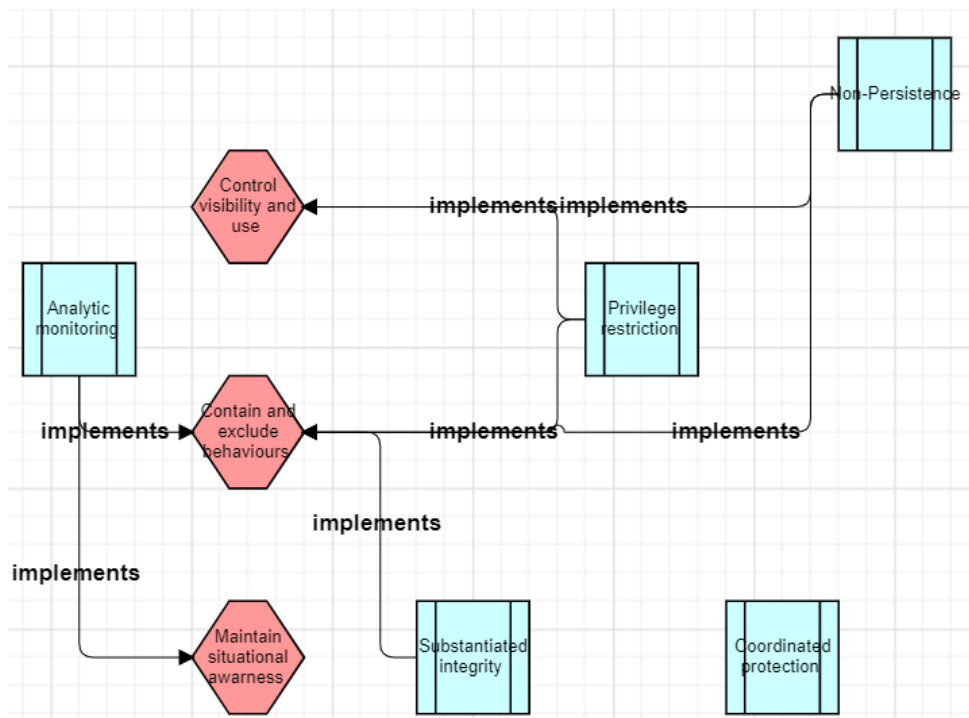 Non-Persistence
Control
visibility and
use
implements
implements
Analytic
monitoring
Privilege
restriction
Contain and
exclude
behaviours
implements
implements
implements
implements
implements
Maintain
situational
awarness
Substantiated
integrity
Coordinated
protection